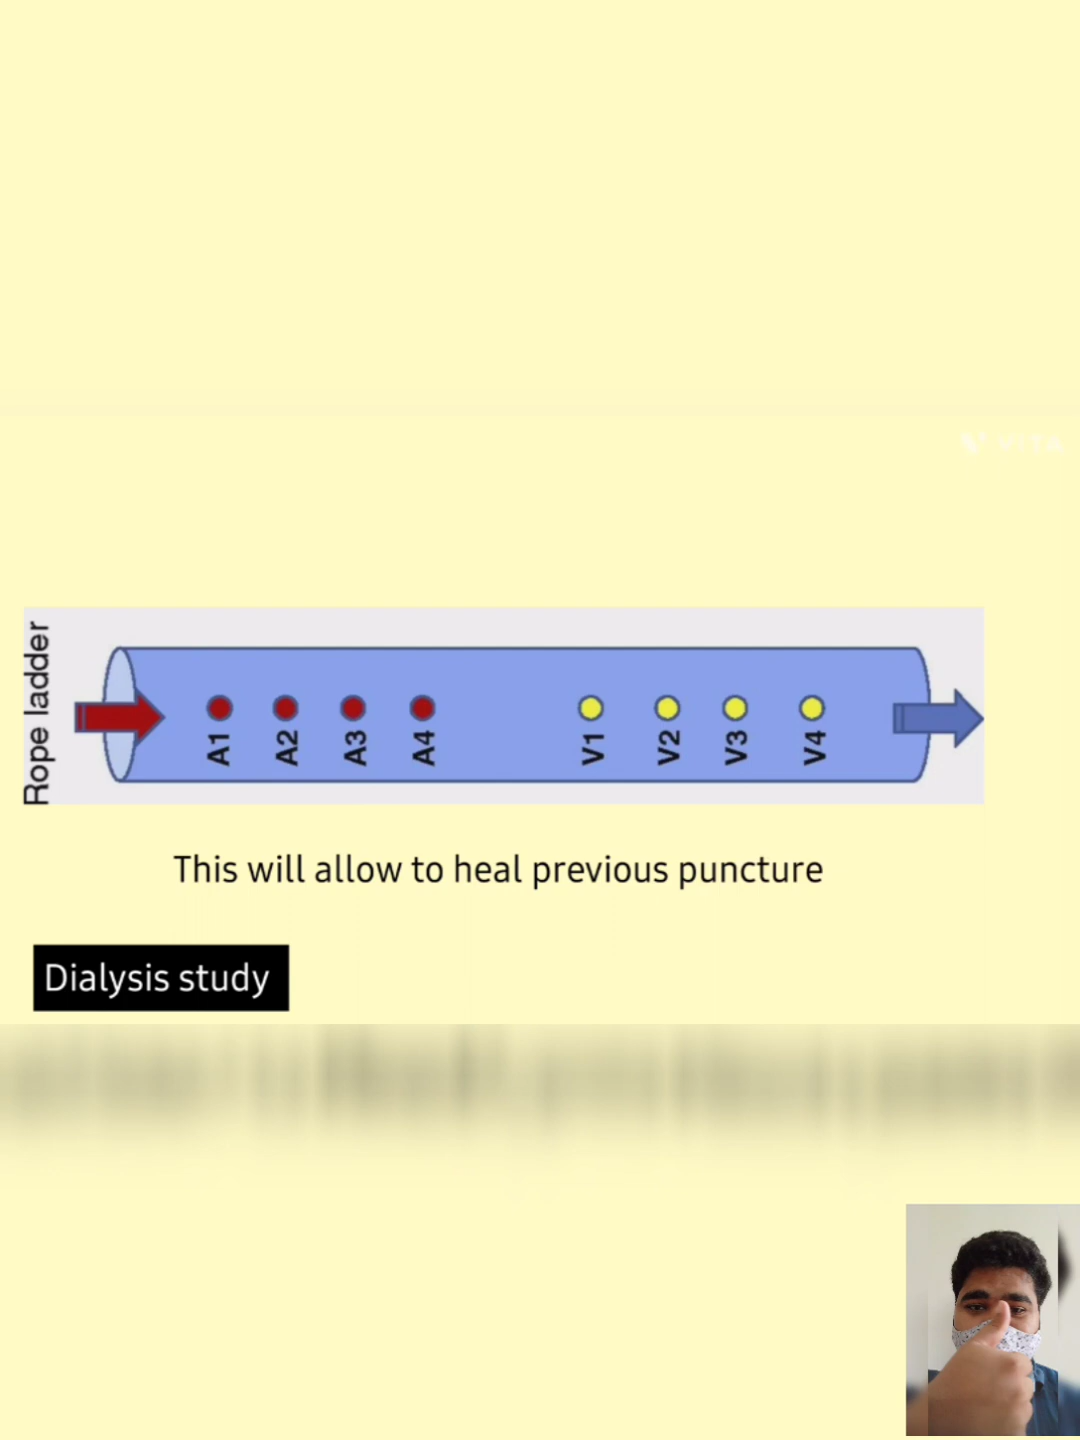 Rope ladder
A1 A2 A3 A4 V1 V2 V3 V4
This will allow to heal previous puncture
Dialysis study